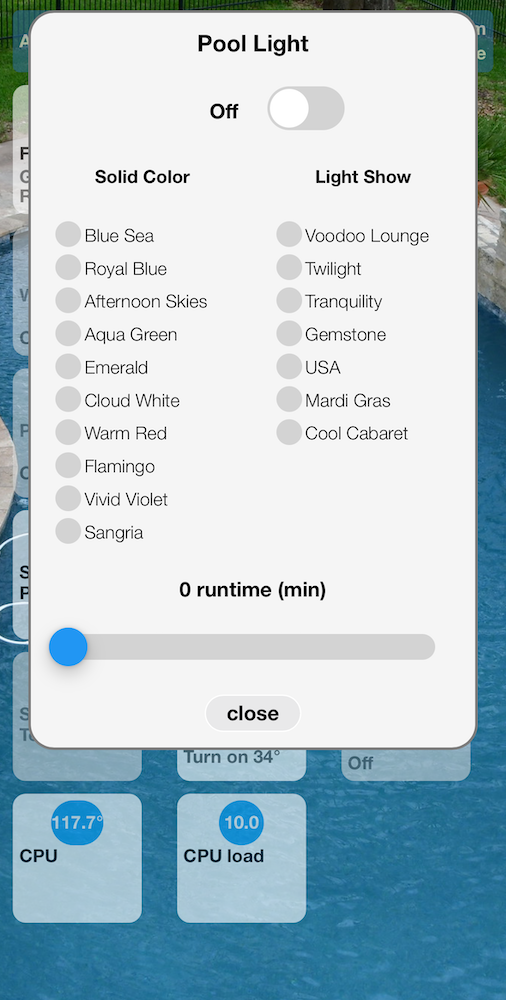 Pool Light
Off
Solid Color
Blue Sea
Royal Blue
Afternoon Skies
Aqua Green
Emerald
Cloud White
Warm Red
Flamingo
Vivid Violet
Sangria
Light Show
Voodoo Lounge
Twilight
Tranquility
Gemstone
USA
Mardi Gras
Cool Cabaret
0 runtime (min)
close
Turn on 34°
Off
117.7°
CPU
10.0
CPU load